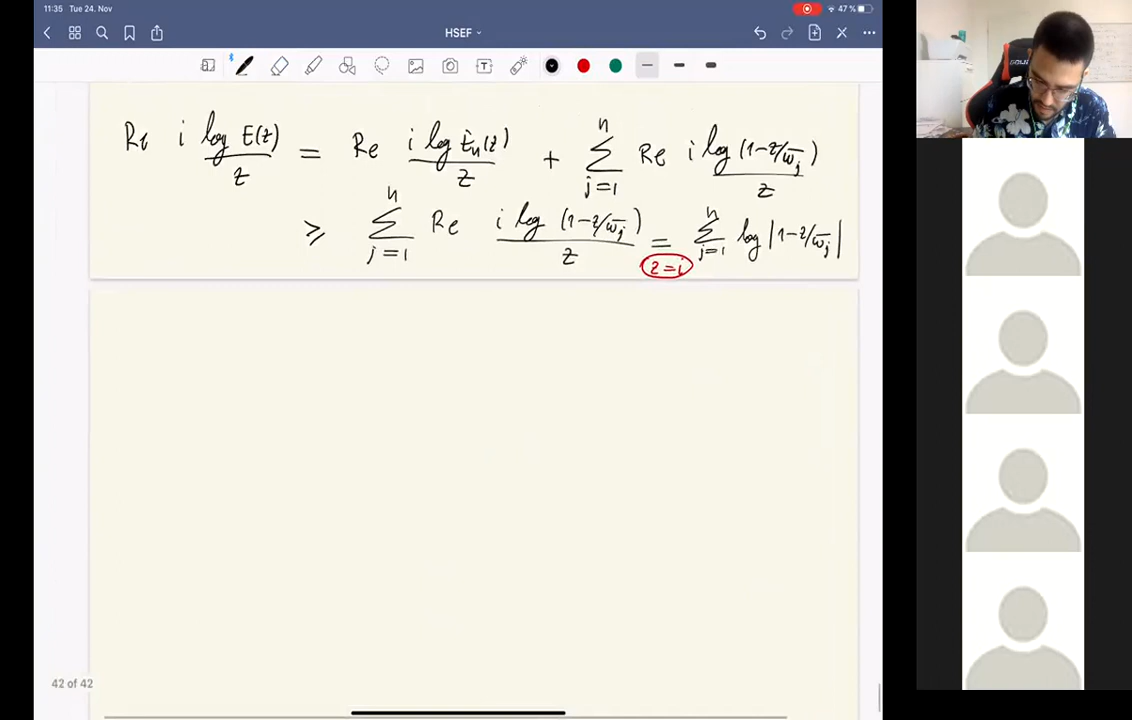 11:35 Tue 24. Nov 47 %
HSEF
Re i log E(z)/z = Re i log E_n(z)/z + Σ_{j=1}^{n} Re i log (1-z/w̄_j)/z
≥ Σ_{j=1}^{n} Re i log (1-z/w̄_j)/z = Σ_{j=1}^{n} log |1-z/w̄_j|
z=i
42 of 42